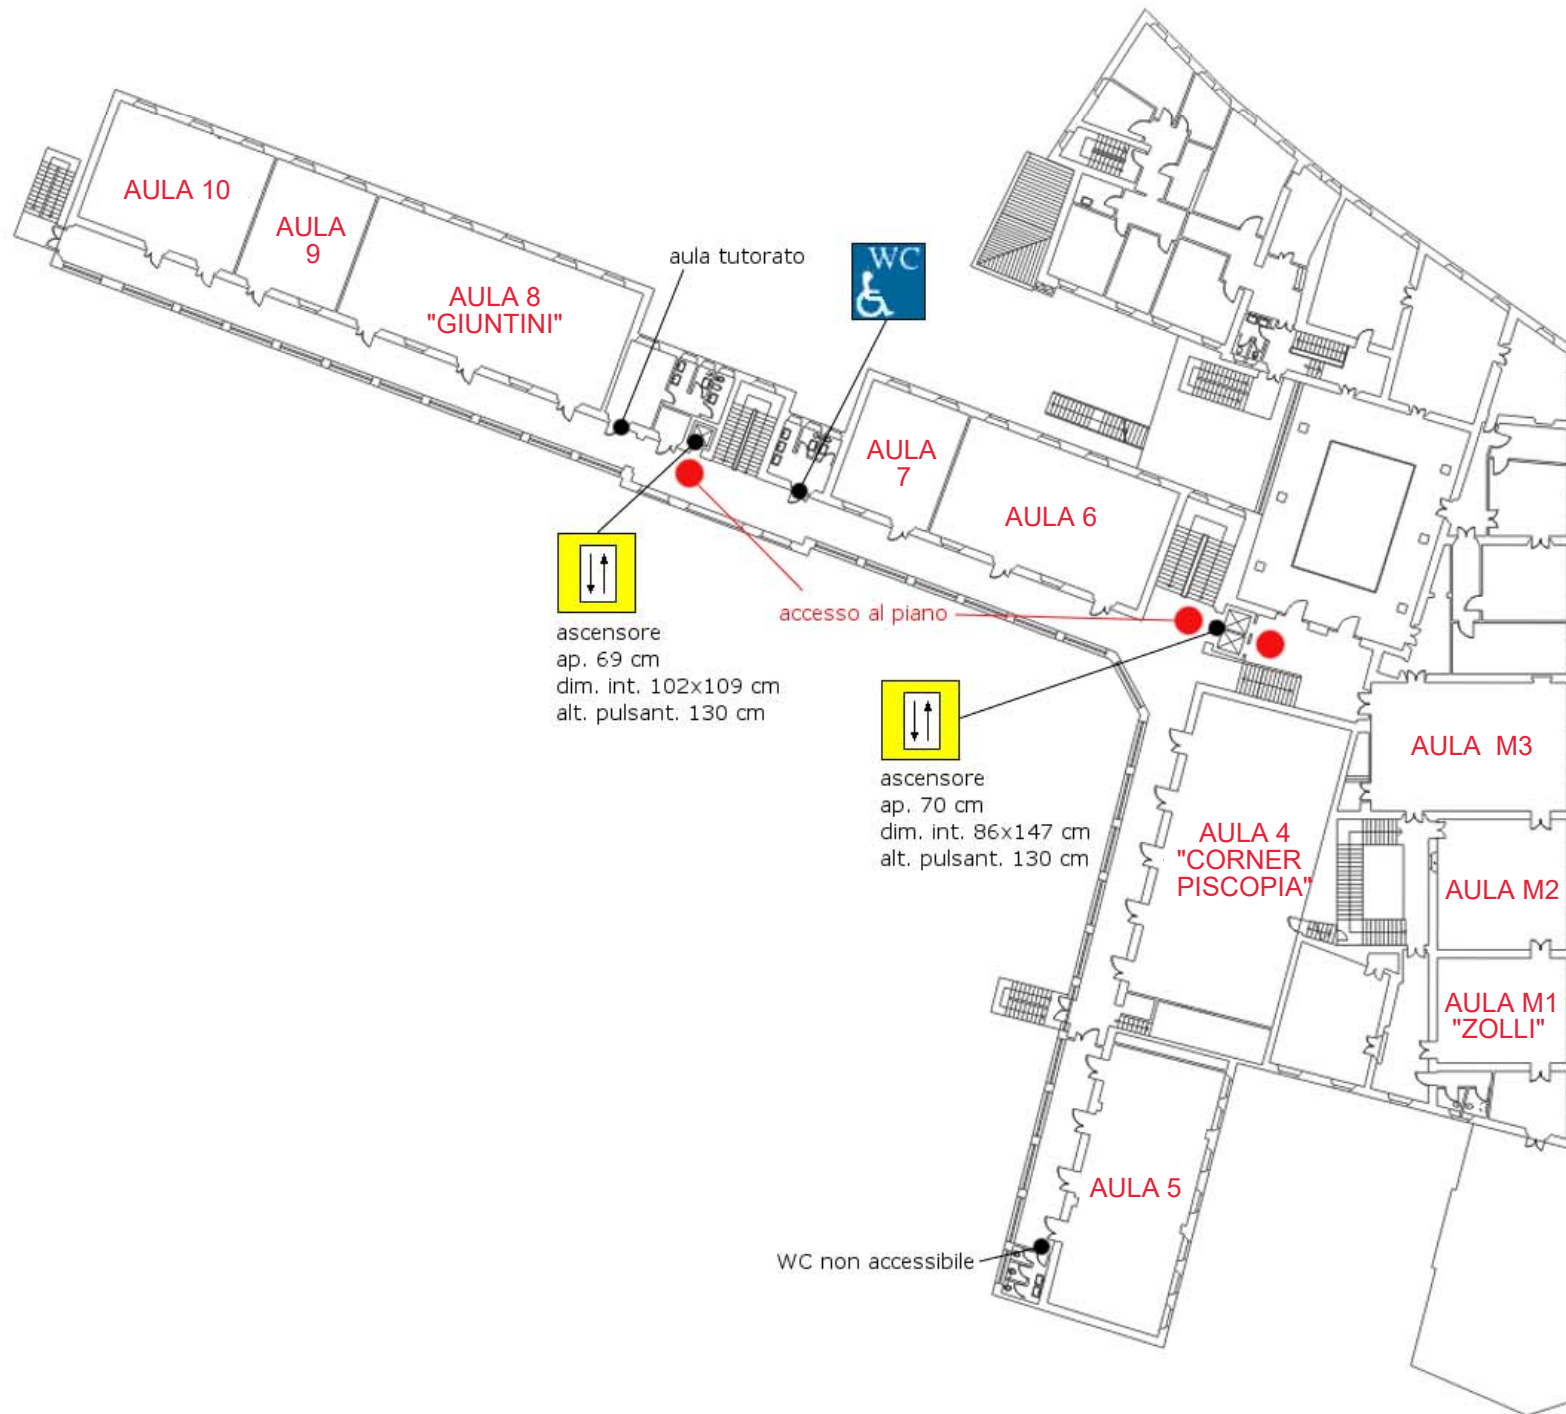 AULA 10
AULA
9
AULA 8
"GIUNTINI"
aula tutorato
WC
AULA
7
AULA 6
accesso al piano
ascensore
ap. 69 cm
dim. int. 102x109 cm
alt. pulsant. 130 cm
ascensore
ap. 70 cm
dim. int. 86x147 cm
alt. pulsant. 130 cm
AULA M3
AULA 4
"CORNER
PISCOPIA"
AULA M2
AULA M1
"ZOLLI"
AULA 5
WC non accessibile